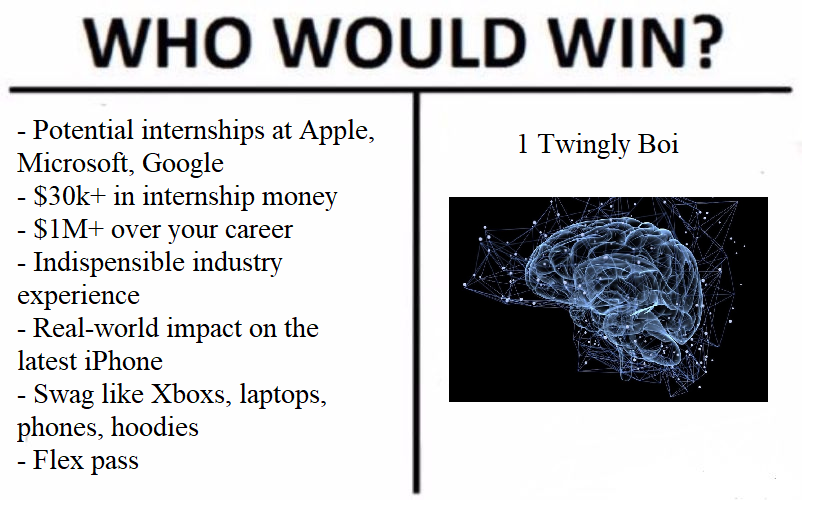 WHO WOULD WIN?
- Potential internships at Apple,
Microsoft, Google
- $30k+ in internship money
- $1M+ over your career
- Indispensible industry
experience
- Real-world impact on the
latest iPhone
- Swag like Xboxs, laptops,
phones, hoodies
- Flex pass
1 Twingly Boi